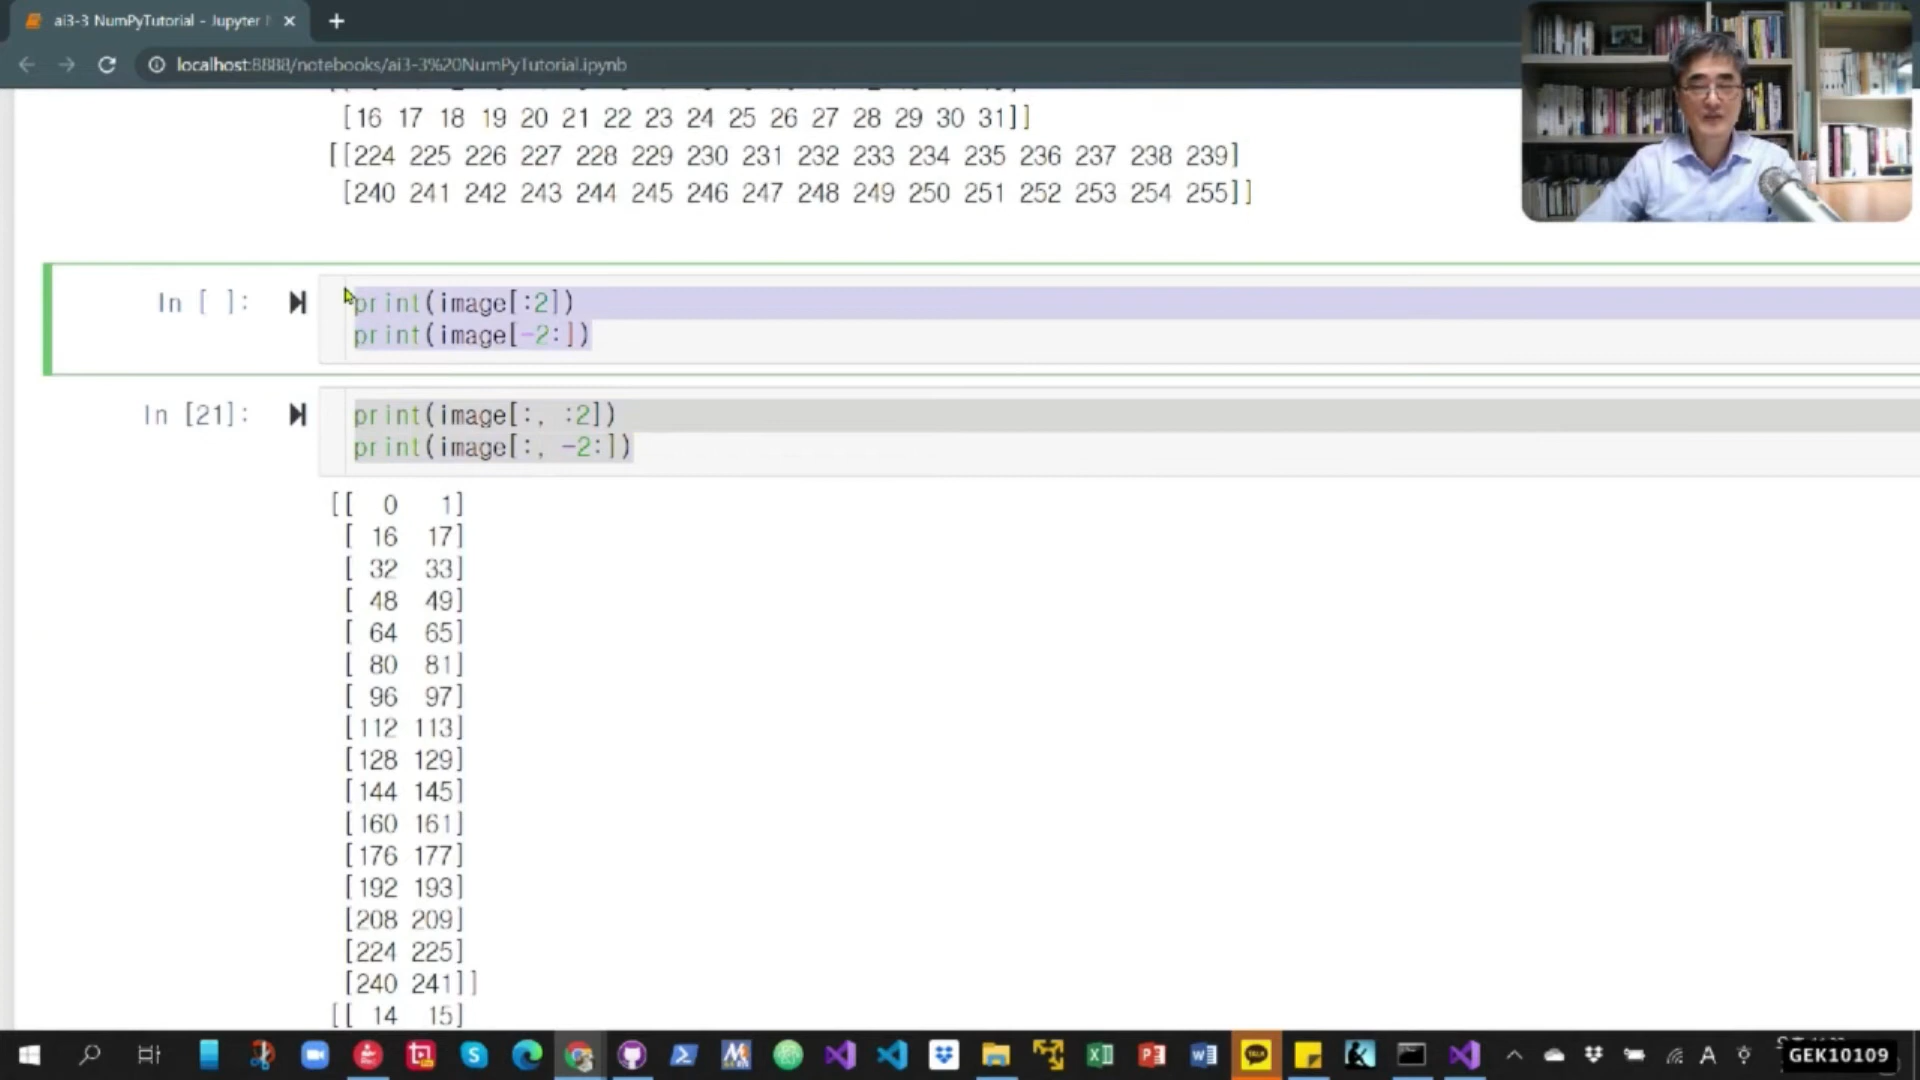 ai3-3 NumPyTutorial - Jupyter
localhost:8888/notebooks/ai3-3%20NumPyTutorial.ipynb
[16 17 18 19 20 21 22 23 24 25 26 27 28 29 30 31]]
[[224 225 226 227 228 229 230 231 232 233 234 235 236 237 238 239]
[240 241 242 243 244 245 246 247 248 249 250 251 252 253 254 255]]
In [ ]:
print(image[:2])
print(image[-2:])
In [21]:
print(image[:, :2])
print(image[:, -2:])
[[ 0 1]
[ 16 17]
[ 32 33]
[ 48 49]
[ 64 65]
[ 80 81]
[ 96 97]
[112 113]
[128 129]
[144 145]
[160 161]
[176 177]
[192 193]
[208 209]
[224 225]
[240 241]]
[[ 14 15]
TALK
A
GEK10109